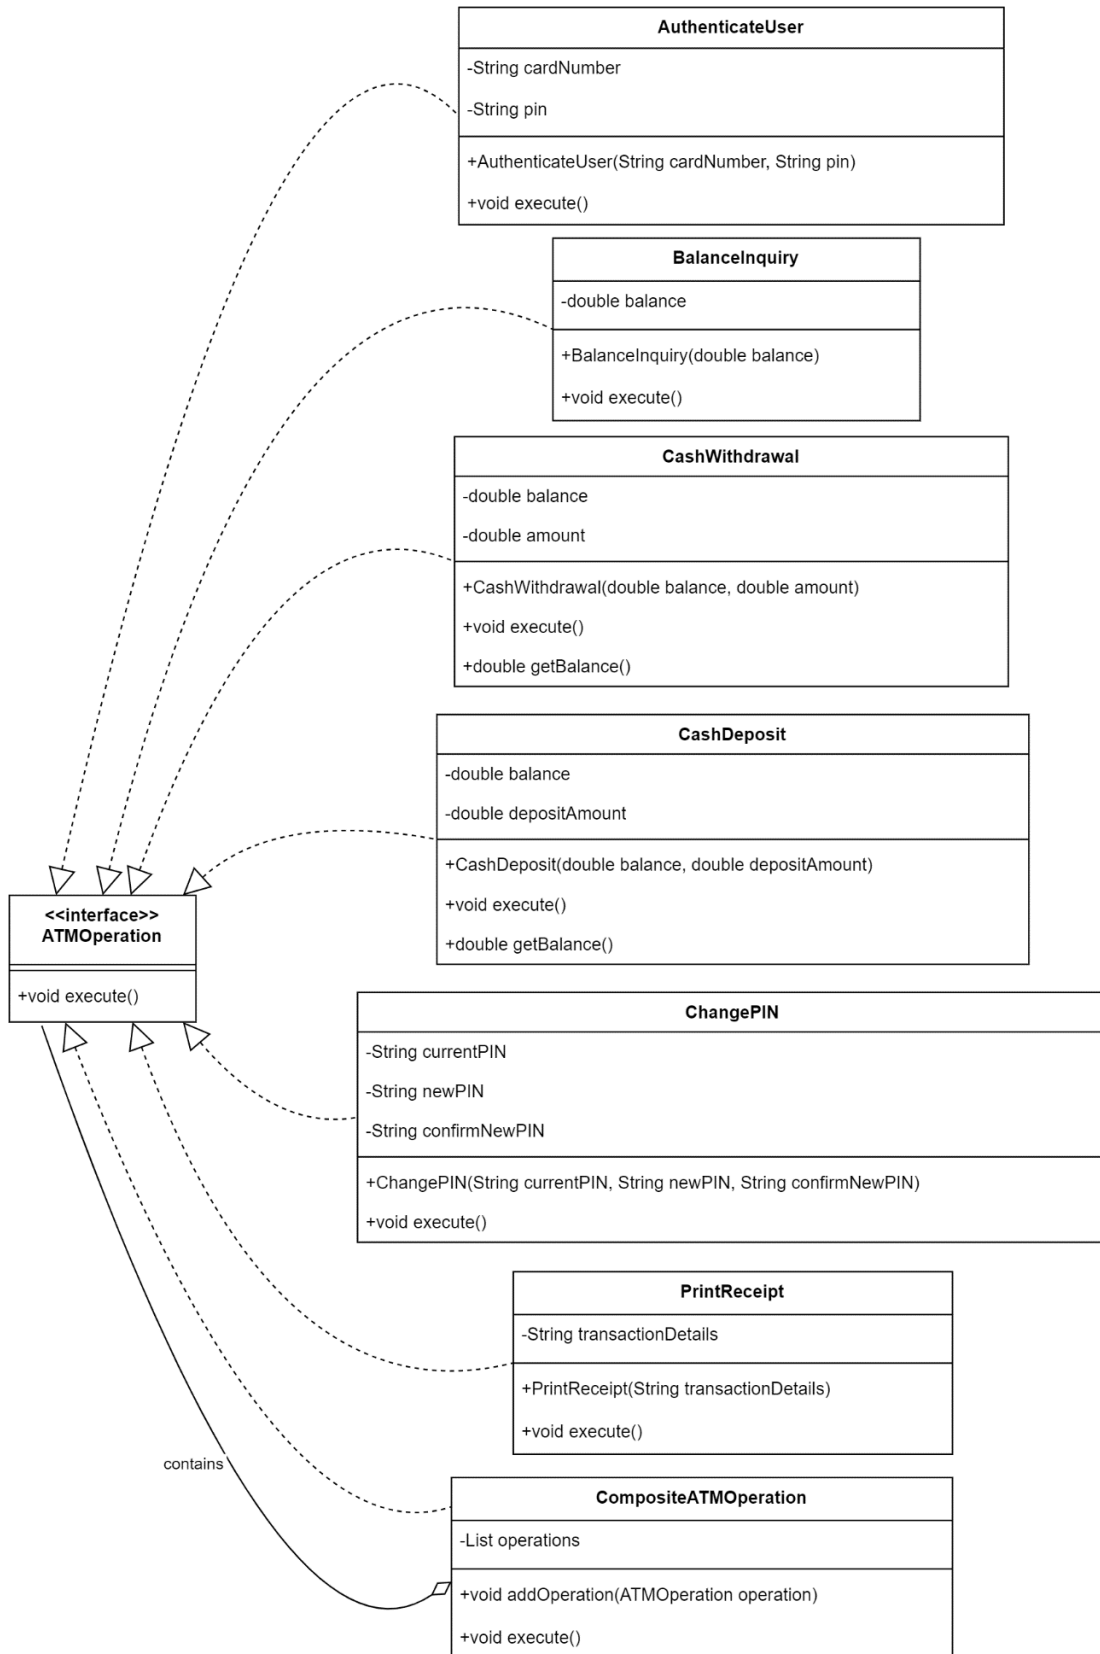 AuthenticateUser
-String cardNumber
-String pin
+AuthenticateUser(String cardNumber, String pin)
+void execute()
BalanceInquiry
-double balance
+BalanceInquiry(double balance)
+void execute()
CashWithdrawal
-double balance
-double amount
+CashWithdrawal(double balance, double amount)
+void execute()
+double getBalance()
CashDeposit
-double balance
-double depositAmount
+CashDeposit(double balance, double depositAmount)
+void execute()
+double getBalance()
<<interface>>
ATMOperation
+void execute()
ChangePIN
-String currentPIN
-String newPIN
-String confirmNewPIN
+ChangePIN(String currentPIN, String newPIN, String confirmNewPIN)
+void execute()
PrintReceipt
-String transactionDetails
+PrintReceipt(String transactionDetails)
+void execute()
contains
CompositeATMOperation
-List operations
+void addOperation(ATMOperation operation)
+void execute()